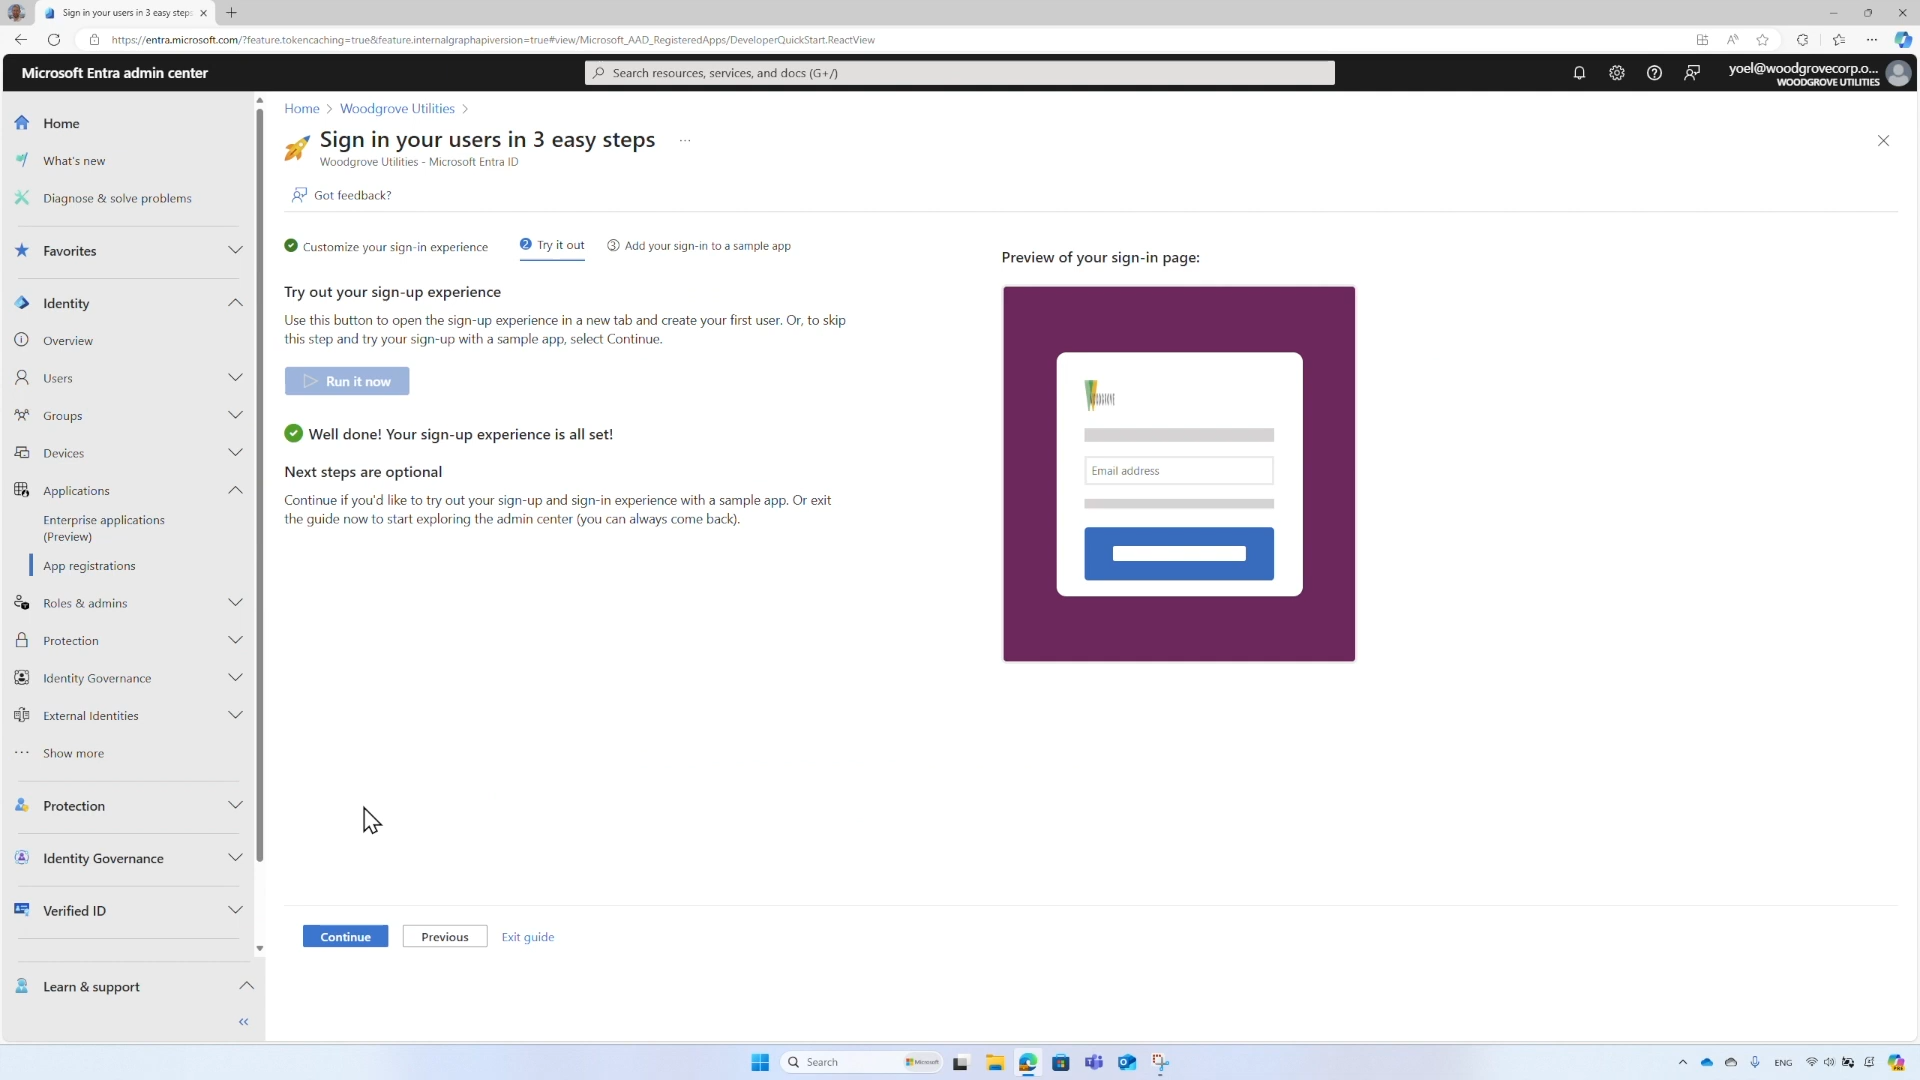 Sign in your users in 3 easy steps
https://entra.microsoft.com/?feature.tokencaching=true&feature.internalgraphapiversion=true#view/Microsoft_AAD_RegisteredApps/DeveloperQuickStart.ReactView
Microsoft Entra admin center
Search resources, services, and docs (G+/)
yoel@woodgrovecorp.o...
WOODGROVE UTILITIES
Home
What's new
Diagnose & solve problems
Favorites
Identity
Overview
Users
Groups
Devices
Applications
Enterprise applications
(Preview)
App registrations
Roles & admins
Protection
Identity Governance
External Identities
Show more
Protection
Identity Governance
Verified ID
Learn & support
Home > Woodgrove Utilities >
Sign in your users in 3 easy steps ...
Woodgrove Utilities - Microsoft Entra ID
Got feedback?
Customize your sign-in experience
2 Try it out
3 Add your sign-in to a sample app
Try out your sign-up experience
Use this button to open the sign-up experience in a new tab and create your first user. Or, to skip
this step and try your sign-up with a sample app, select Continue.
Run it now
Well done! Your sign-up experience is all set!
Next steps are optional
Continue if you'd like to try out your sign-up and sign-in experience with a sample app. Or exit
the guide now to start exploring the admin center (you can always come back).
Preview of your sign-in page:
WOODGROVE
Email address
Continue
Previous
Exit guide
Search
Microsoft
ENG